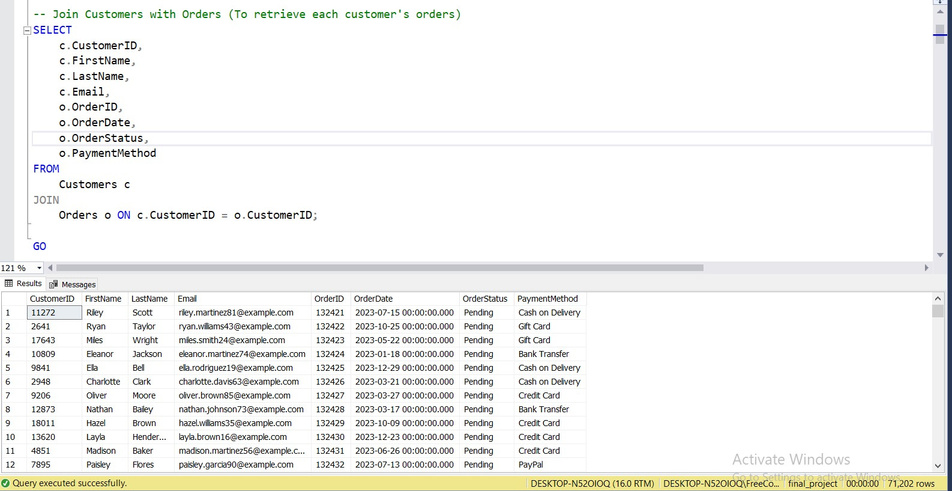 -- Join Customers with Orders (To retrieve each customer's orders)
SELECT
c.CustomerID,
c.FirstName,
c.LastName,
c.Email,
o.OrderID,
o.OrderDate,
o.OrderStatus,
o.PaymentMethod
FROM
Customers c
JOIN
Orders o ON c.CustomerID = o.CustomerID;
GO
121 %
Results Messages
CustomerID FirstName LastName Email OrderID OrderDate OrderStatus PaymentMethod
1 11272 Riley Scott riley.martinez81@example.com 132421 2023-07-15 00:00:00.000 Pending Cash on Delivery
2 2641 Ryan Taylor ryan.williams43@example.com 132422 2023-10-25 00:00:00.000 Pending Gift Card
3 17643 Miles Wright miles.smith24@example.com 132423 2023-05-22 00:00:00.000 Pending Gift Card
4 10809 Eleanor Jackson eleanor.martinez74@example.com 132424 2023-01-18 00:00:00.000 Pending Bank Transfer
5 9841 Ella Bell ella.rodriguez19@example.com 132425 2023-12-29 00:00:00.000 Pending Cash on Delivery
6 2948 Charlotte Clark charlotte.davis63@example.com 132426 2023-03-21 00:00:00.000 Pending Cash on Delivery
7 9206 Oliver Moore oliver.brown85@example.com 132427 2023-03-27 00:00:00.000 Pending Credit Card
8 12873 Nathan Bailey nathan.johnson73@example.com 132428 2023-03-17 00:00:00.000 Pending Bank Transfer
9 18011 Hazel Brown hazel.williams35@example.com 132429 2023-10-09 00:00:00.000 Pending Credit Card
10 13620 Layla Hender... layla.brown16@example.com 132430 2023-12-23 00:00:00.000 Pending Credit Card
11 4851 Madison Baker madison.martinez56@example.c... 132431 2023-06-26 00:00:00.000 Pending Credit Card
12 7895 Paisley Flores paisley.garcia90@example.com 132432 2023-07-13 00:00:00.000 Pending PayPal
Activate Windows
Go to Settings to activate Windows.
Query executed successfully. DESKTOP-N52OIOQ (16.0 RTM) DESKTOP-N52OIOQ\FreeCo... final_project 00:00:00 71,202 rows